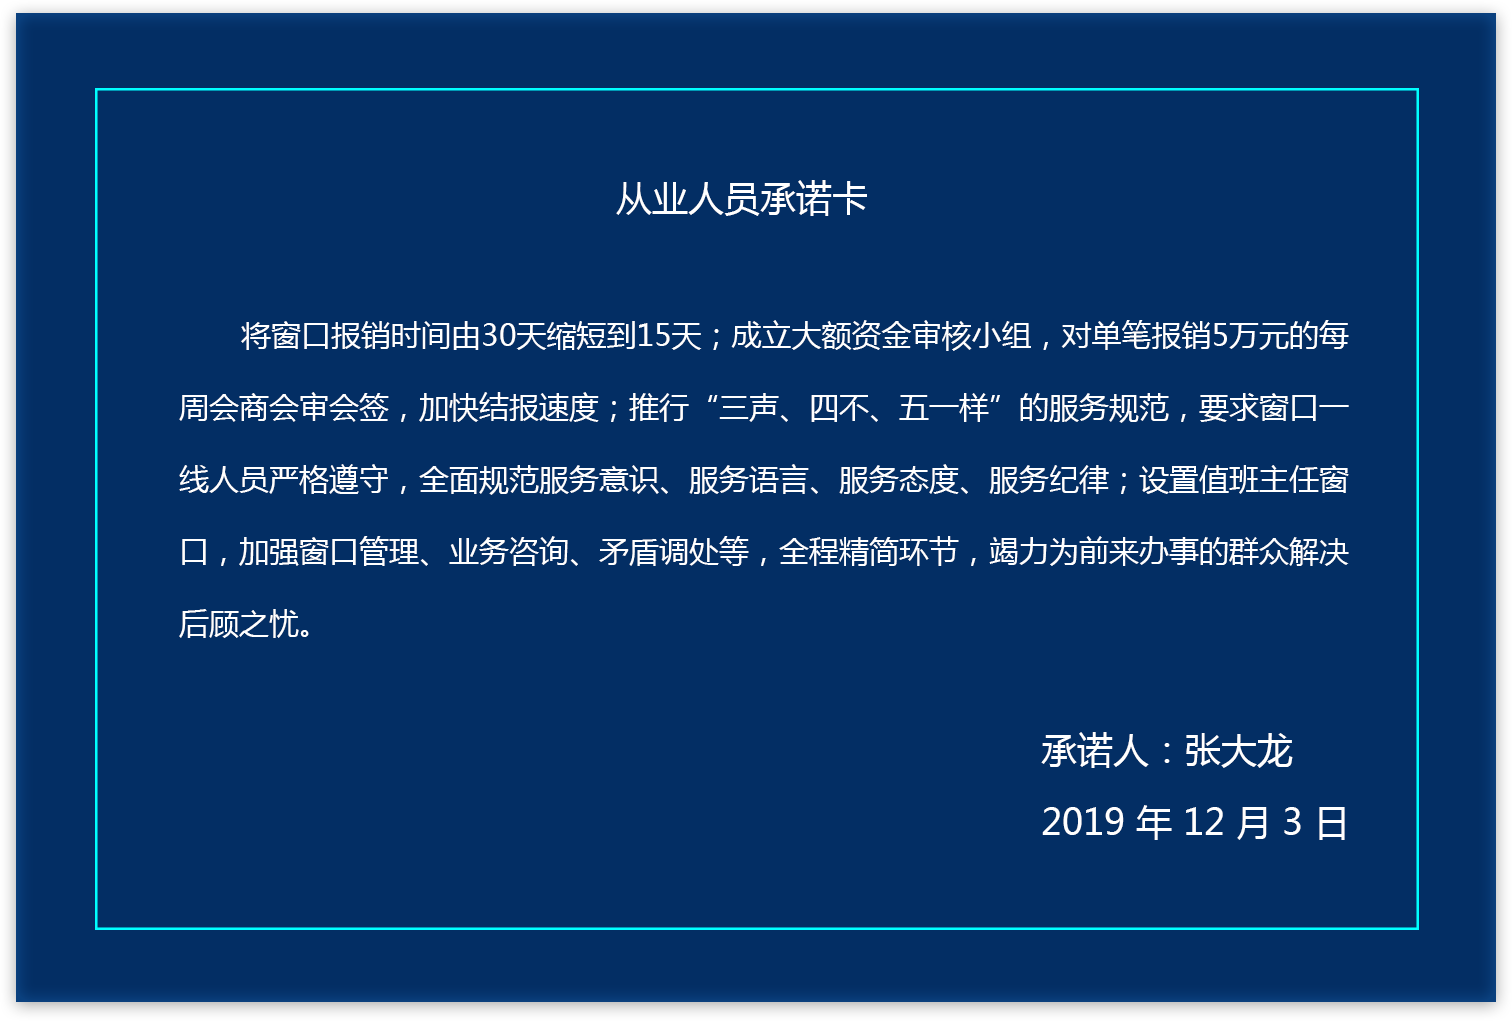 从业人员承诺卡
将窗口报销时间由30天缩短到15天；成立大额资金审核小组，对单笔报销5万元的每
周会商会审会签，加快结报速度；推行“三声、四不、五一样”的服务规范，要求窗口一
线人员严格遵守，全面规范服务意识、服务语言、服务态度、服务纪律；设置值班主任窗
口，加强窗口管理、业务咨询、矛盾调处等，全程精简环节，竭力为前来办事的群众解决
后顾之忧。
承诺人：张大龙
2019 年 12 月 3 日